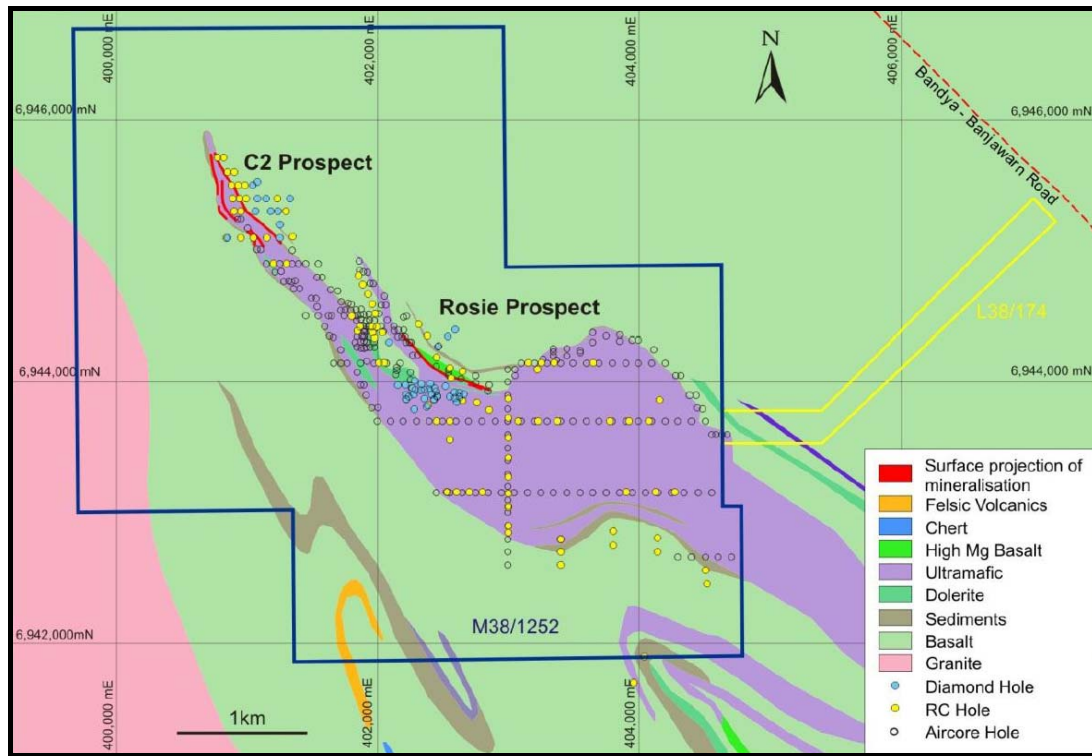 400,000 mE
402,000 mE
404,000 mE
406,000 mE
N
6,946,000 mN
6,946,000 mN
Bandya - Banjawarn Road
C2 Prospect
Rosie Prospect
L38/174
6,944,000 mN
6,944,000 mN
Surface projection of
mineralisation
Felsic Volcanics
Chert
High Mg Basalt
Ultramafic
Dolerite
Sediments
Basalt
Granite
Diamond Hole
RC Hole
Aircore Hole
6,942,000mN
M38/1252
400,000 mE
402,000 mE
404,000 mE
1km